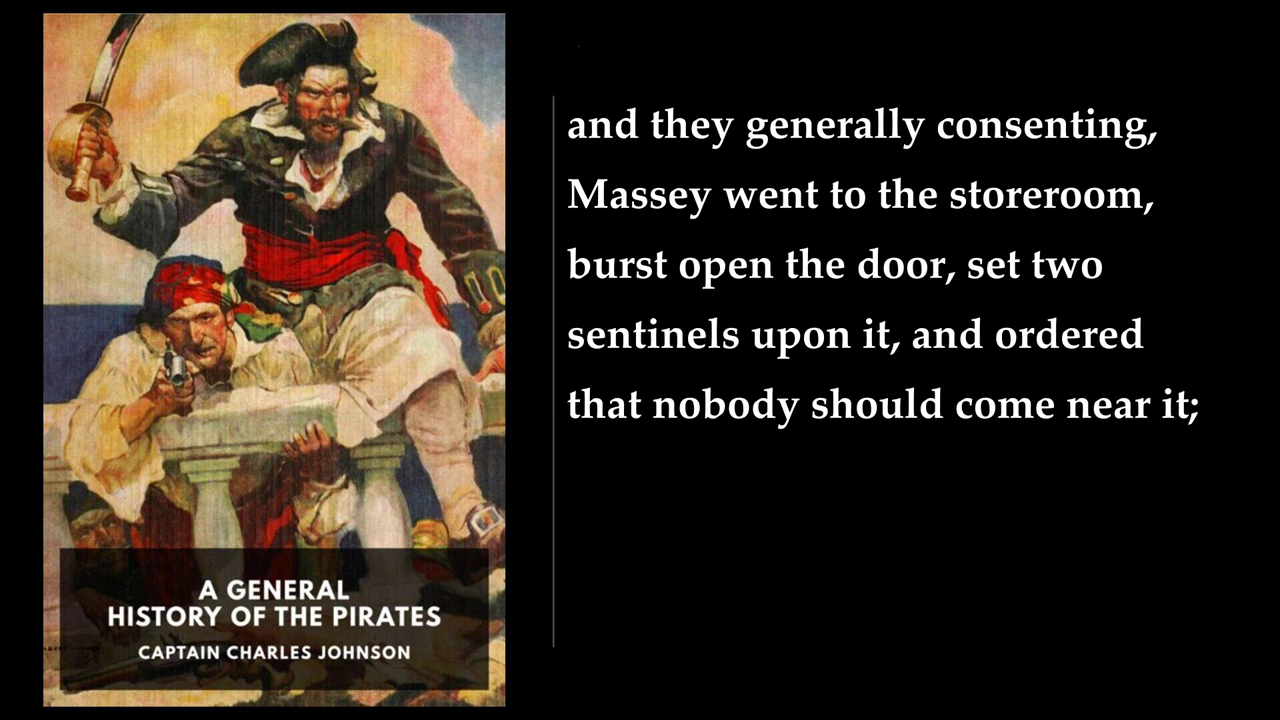 and they generally consenting,
Massey went to the storeroom,
burst open the door, set two
sentinels upon it, and ordered
that nobody should come near it;
A GENERAL
HISTORY OF THE PIRATES
CAPTAIN CHARLES JOHNSON